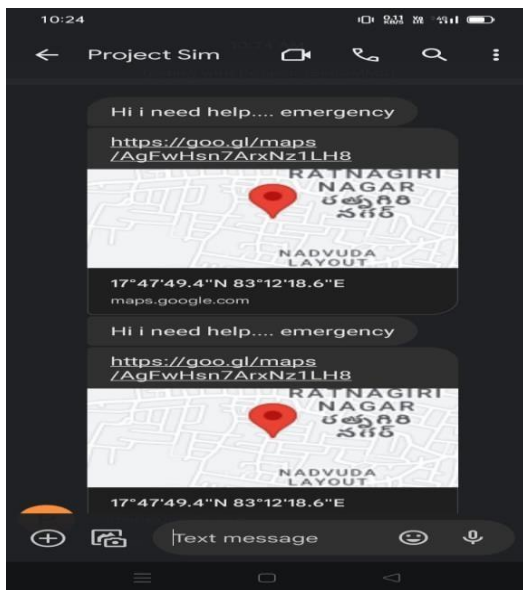 10:24
Project Sim
Hi i need help.... emergency
https://goo.gl/maps
/AgFwHsn7ArxNz1LH8
RATNAGIRI
NAGAR
రత్నగిరి
నగర్
NADVUDA
LAYOUT
17°47'49.4"N 83°12'18.6"E
maps.google.com
Hi i need help.... emergency
https://goo.gl/maps
/AgFwHsn7ArxNz1LH8
RATNAGIRI
NAGAR
రత్నగిరి
నగర్
NADVUDA
LAYOUT
17°47'49.4"N 83°12'18.6"E
Text message